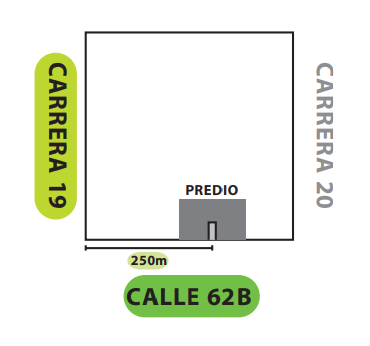 CARRERA 19
CARRERA 20
PREDIO
250m
CALLE 62B